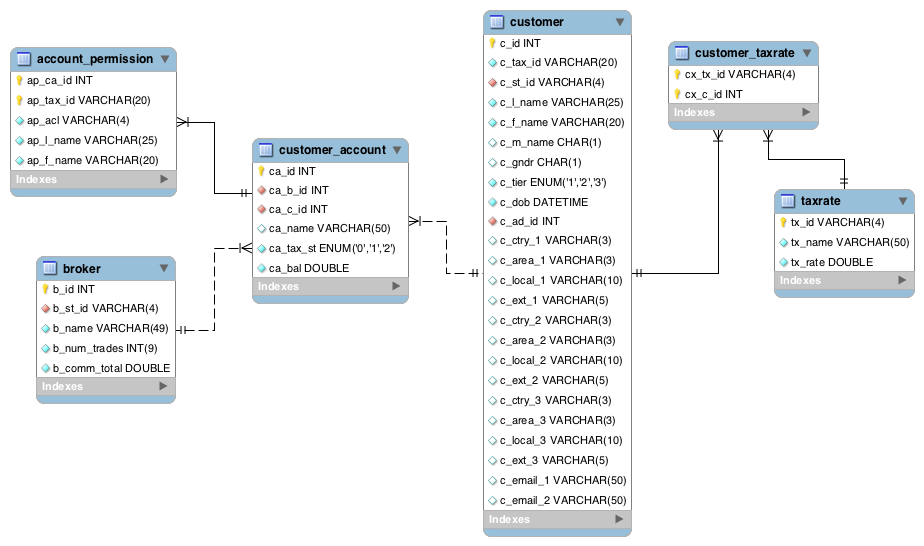 account_permission
ap_ca_id INT
ap_tax_id VARCHAR(20)
ap_acl VARCHAR(4)
ap_l_name VARCHAR(25)
ap_f_name VARCHAR(20)
Indexes
broker
b_id INT
b_st_id VARCHAR(4)
b_name VARCHAR(49)
b_num_trades INT(9)
b_comm_total DOUBLE
Indexes
customer_account
ca_id INT
ca_b_id INT
ca_c_id INT
ca_name VARCHAR(50)
ca_tax_st ENUM('0','1','2')
ca_bal DOUBLE
Indexes
customer
c_id INT
c_tax_id VARCHAR(20)
c_st_id VARCHAR(4)
c_l_name VARCHAR(25)
c_f_name VARCHAR(20)
c_m_name CHAR(1)
c_gndr CHAR(1)
c_tier ENUM('1','2','3')
c_dob DATETIME
c_ad_id INT
c_ctry_1 VARCHAR(3)
c_area_1 VARCHAR(3)
c_local_1 VARCHAR(10)
c_ext_1 VARCHAR(5)
c_ctry_2 VARCHAR(3)
c_area_2 VARCHAR(3)
c_local_2 VARCHAR(10)
c_ext_2 VARCHAR(5)
c_ctry_3 VARCHAR(3)
c_area_3 VARCHAR(3)
c_local_3 VARCHAR(10)
c_ext_3 VARCHAR(5)
c_email_1 VARCHAR(50)
c_email_2 VARCHAR(50)
Indexes
customer_taxrate
cx_tx_id VARCHAR(4)
cx_c_id INT
Indexes
taxrate
tx_id VARCHAR(4)
tx_name VARCHAR(50)
tx_rate DOUBLE
Indexes